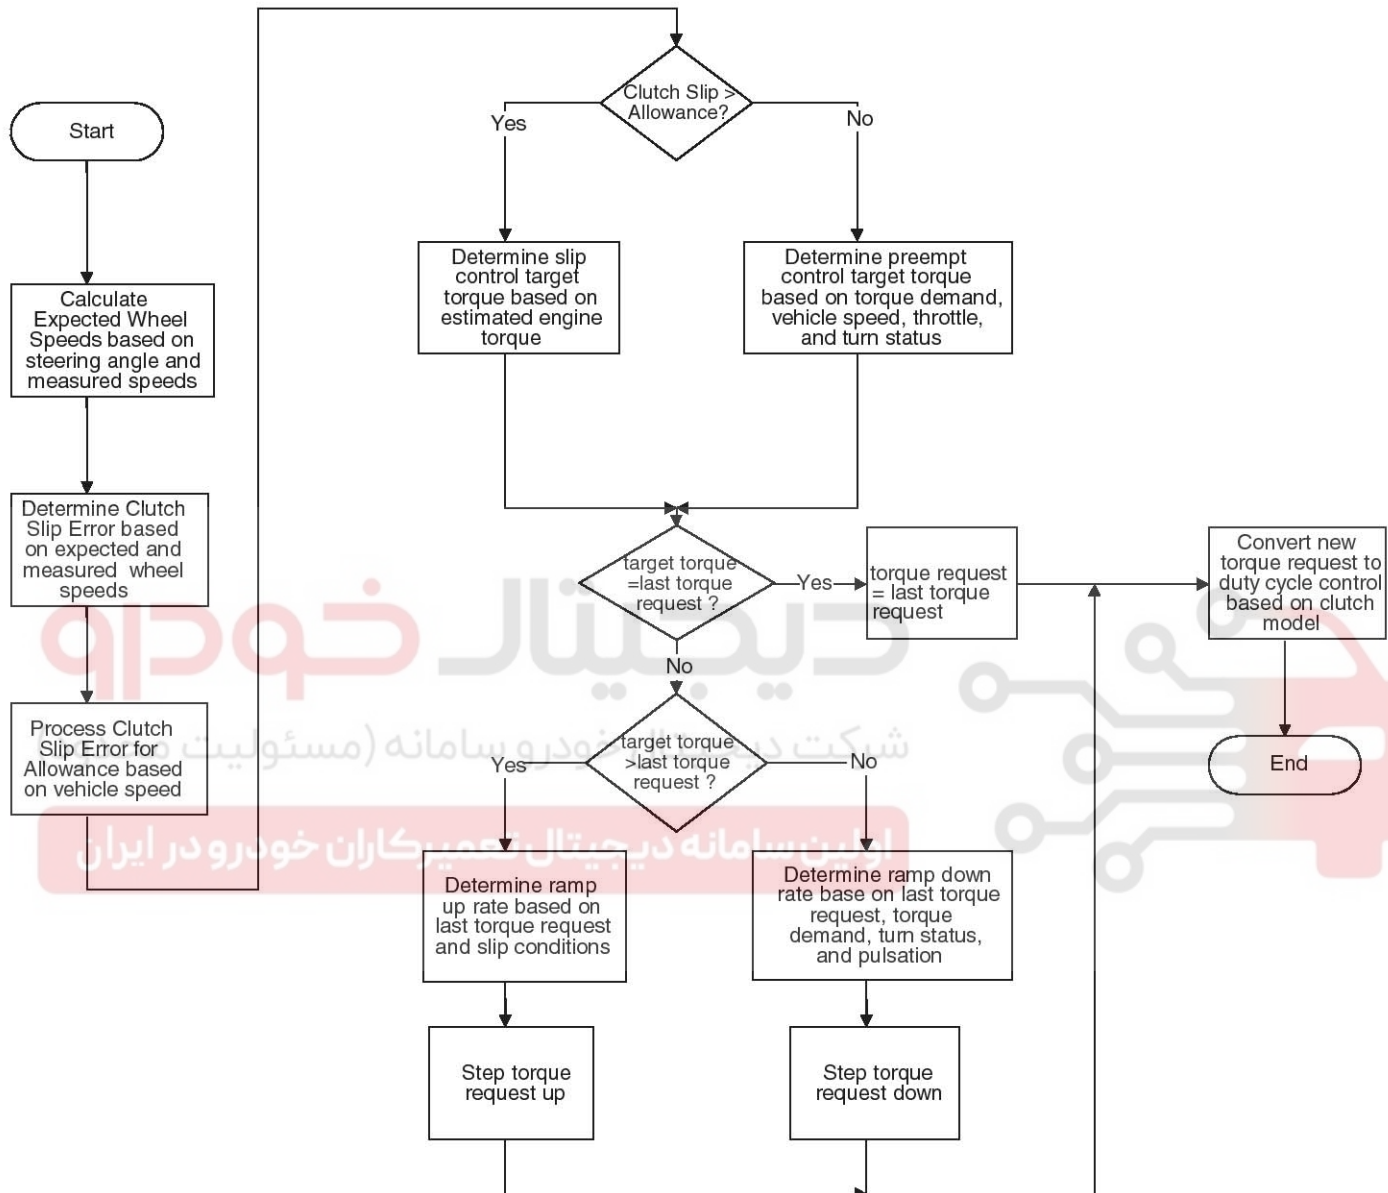 Start
Calculate
Expected Wheel
Speeds based on
steering angle and
measured speeds
Determine Clutch
Slip Error based
on expected and
measured wheel
speeds
Process Clutch
Slip Error for
Allowance based
on vehicle speed
Clutch Slip >
Allowance?
Yes
No
Determine slip
control target
torque based on
estimated engine
torque
Determine preempt
control target torque
based on torque demand,
vehicle speed, throttle,
and turn status
target torque
=last torque
request ?
Yes
torque request
= last torque
request
Convert new
torque request to
duty cycle control
based on clutch
model
End
No
target torque
>last torque
request ?
Yes
No
Determine ramp
up rate based on
last torque request
and slip conditions
Determine ramp down
rate base on last torque
request, torque
demand, turn status,
and pulsation
Step torque
request up
Step torque
request down
دیجیتال خودرو
شرکت دیجیتال خودرو سامانه (مسئولیت محدود)
اولین سامانه دیجیتال تعمیرکاران خودرو در ایران